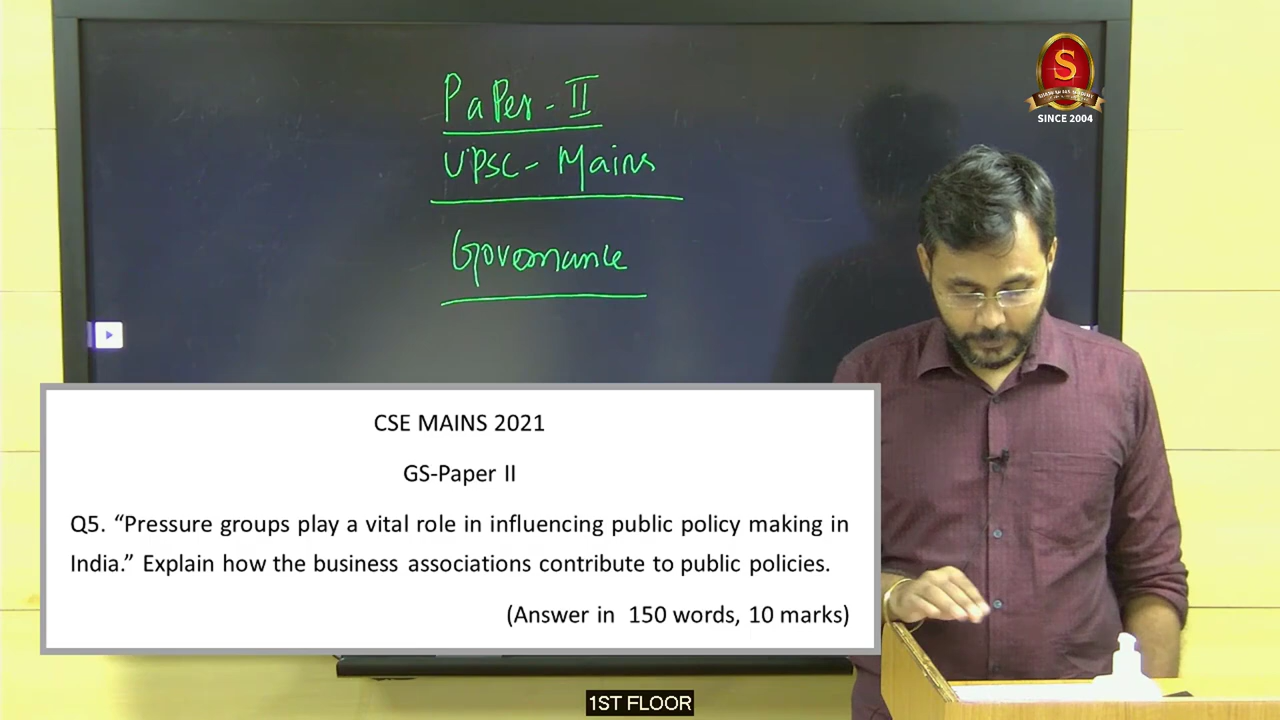 Paper - II
UPSC - Mains
Governance
S
SINCE 2004
CSE MAINS 2021
GS-Paper II
Q5. “Pressure groups play a vital role in influencing public policy making in
India.” Explain how the business associations contribute to public policies.
(Answer in 150 words, 10 marks)
1ST FLOOR